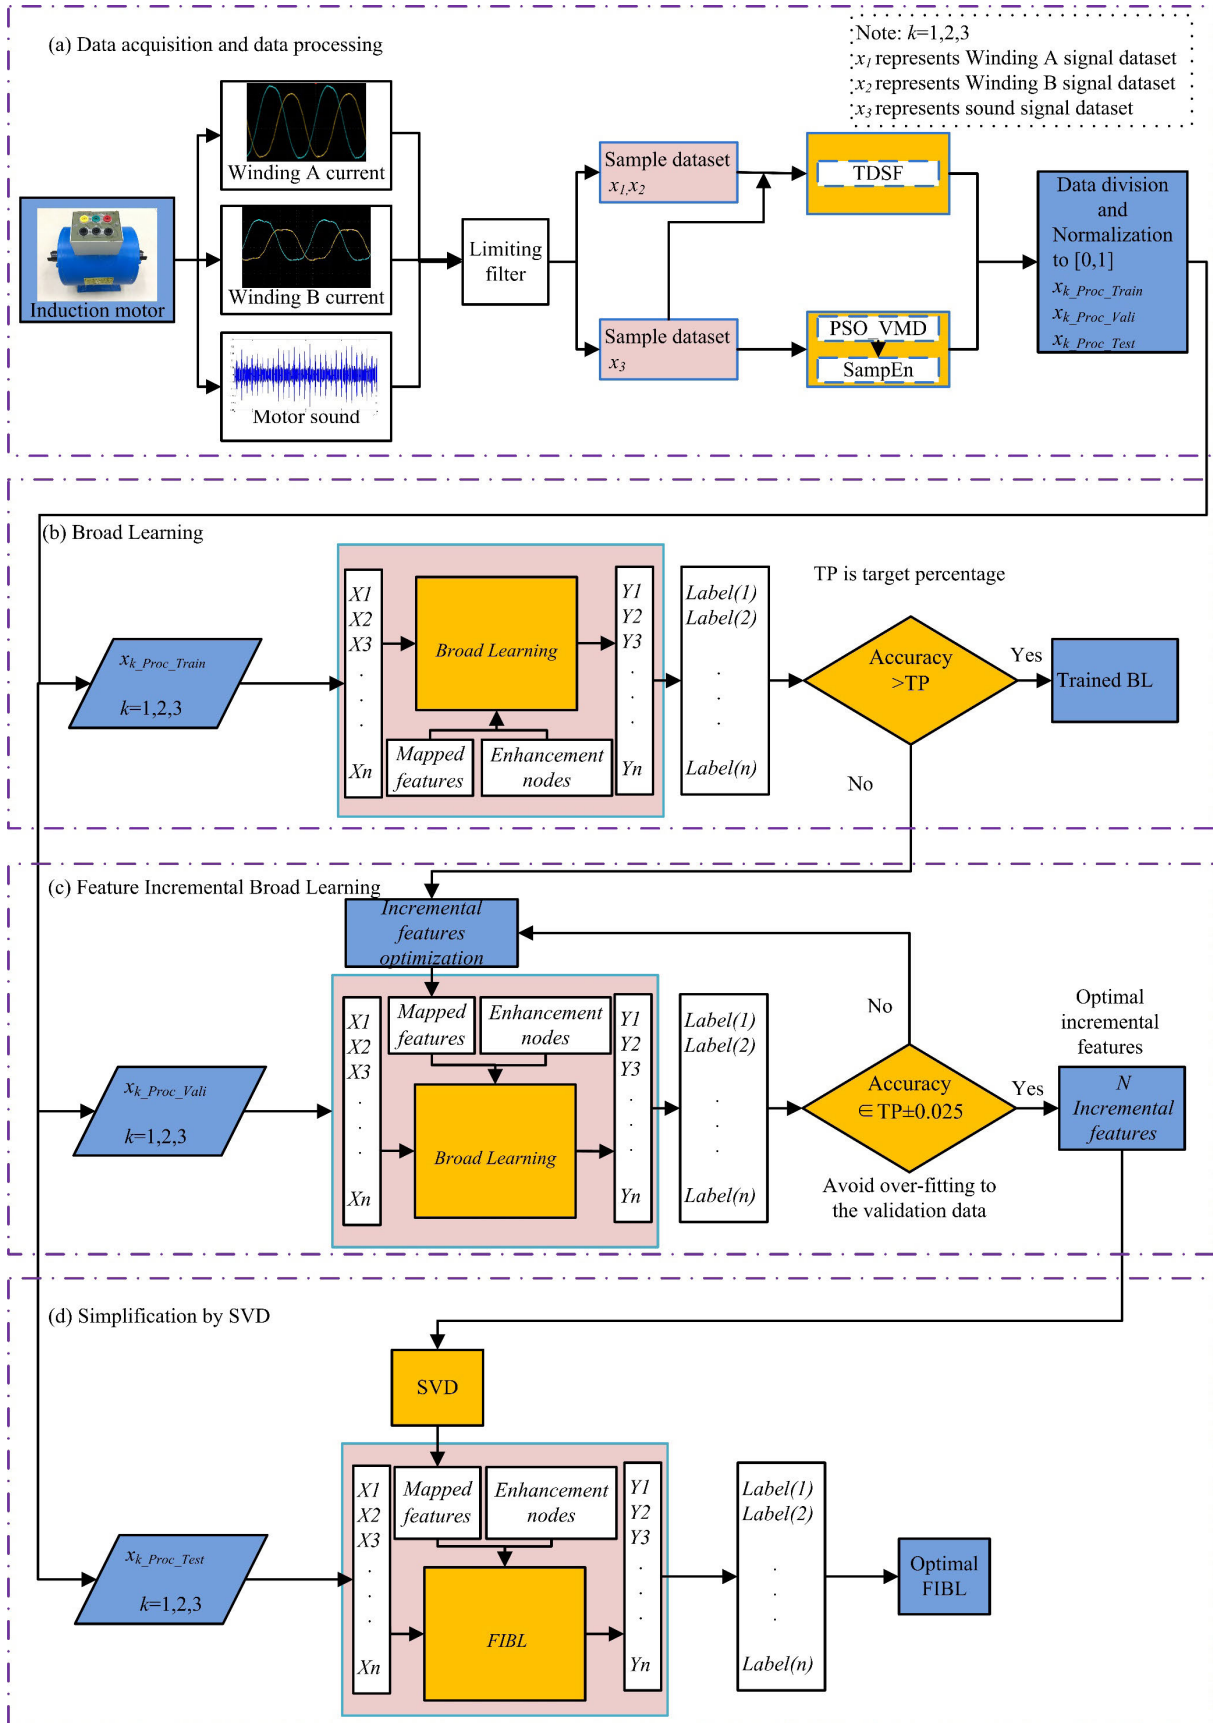 (a) Data acquisition and data processing
Note: k=1,2,3
x1 represents Winding A signal dataset
x2 represents Winding B signal dataset
x3 represents sound signal dataset
Winding A current
Winding B current
Motor sound
Induction motor
Limiting
filter
Sample dataset
x1,x2
Sample dataset
x3
TDSF
PSO_VMD
SampEn
Data division
and
Normalization
to [0,1]
xk_Proc_Train
xk_Proc_Vali
xk_Proc_Test
(b) Broad Learning
xk_Proc_Train
k=1,2,3
X1
X2
X3
.
.
.
Xn
Broad Learning
Mapped
features
Enhancement
nodes
Y1
Y2
Y3
.
.
.
Yn
Label(1)
Label(2)
.
.
.
Label(n)
TP is target percentage
Accuracy
>TP
Yes
Trained BL
No
(c) Feature Incremental Broad Learning
Incremental
features
optimization
xk_Proc_Vali
k=1,2,3
X1
X2
X3
.
.
.
Xn
Mapped
features
Enhancement
nodes
Broad Learning
Y1
Y2
Y3
.
.
.
Yn
Label(1)
Label(2)
.
.
.
Label(n)
No
Accuracy
∈TP±0.025
Yes
Avoid over-fitting to
the validation data
Optimal
incremental
features
N
Incremental
features
(d) Simplification by SVD
SVD
xk_Proc_Test
k=1,2,3
X1
X2
X3
.
.
.
Xn
Mapped
features
Enhancement
nodes
FIBL
Y1
Y2
Y3
.
.
.
Yn
Label(1)
Label(2)
.
.
.
Label(n)
Optimal
FIBL